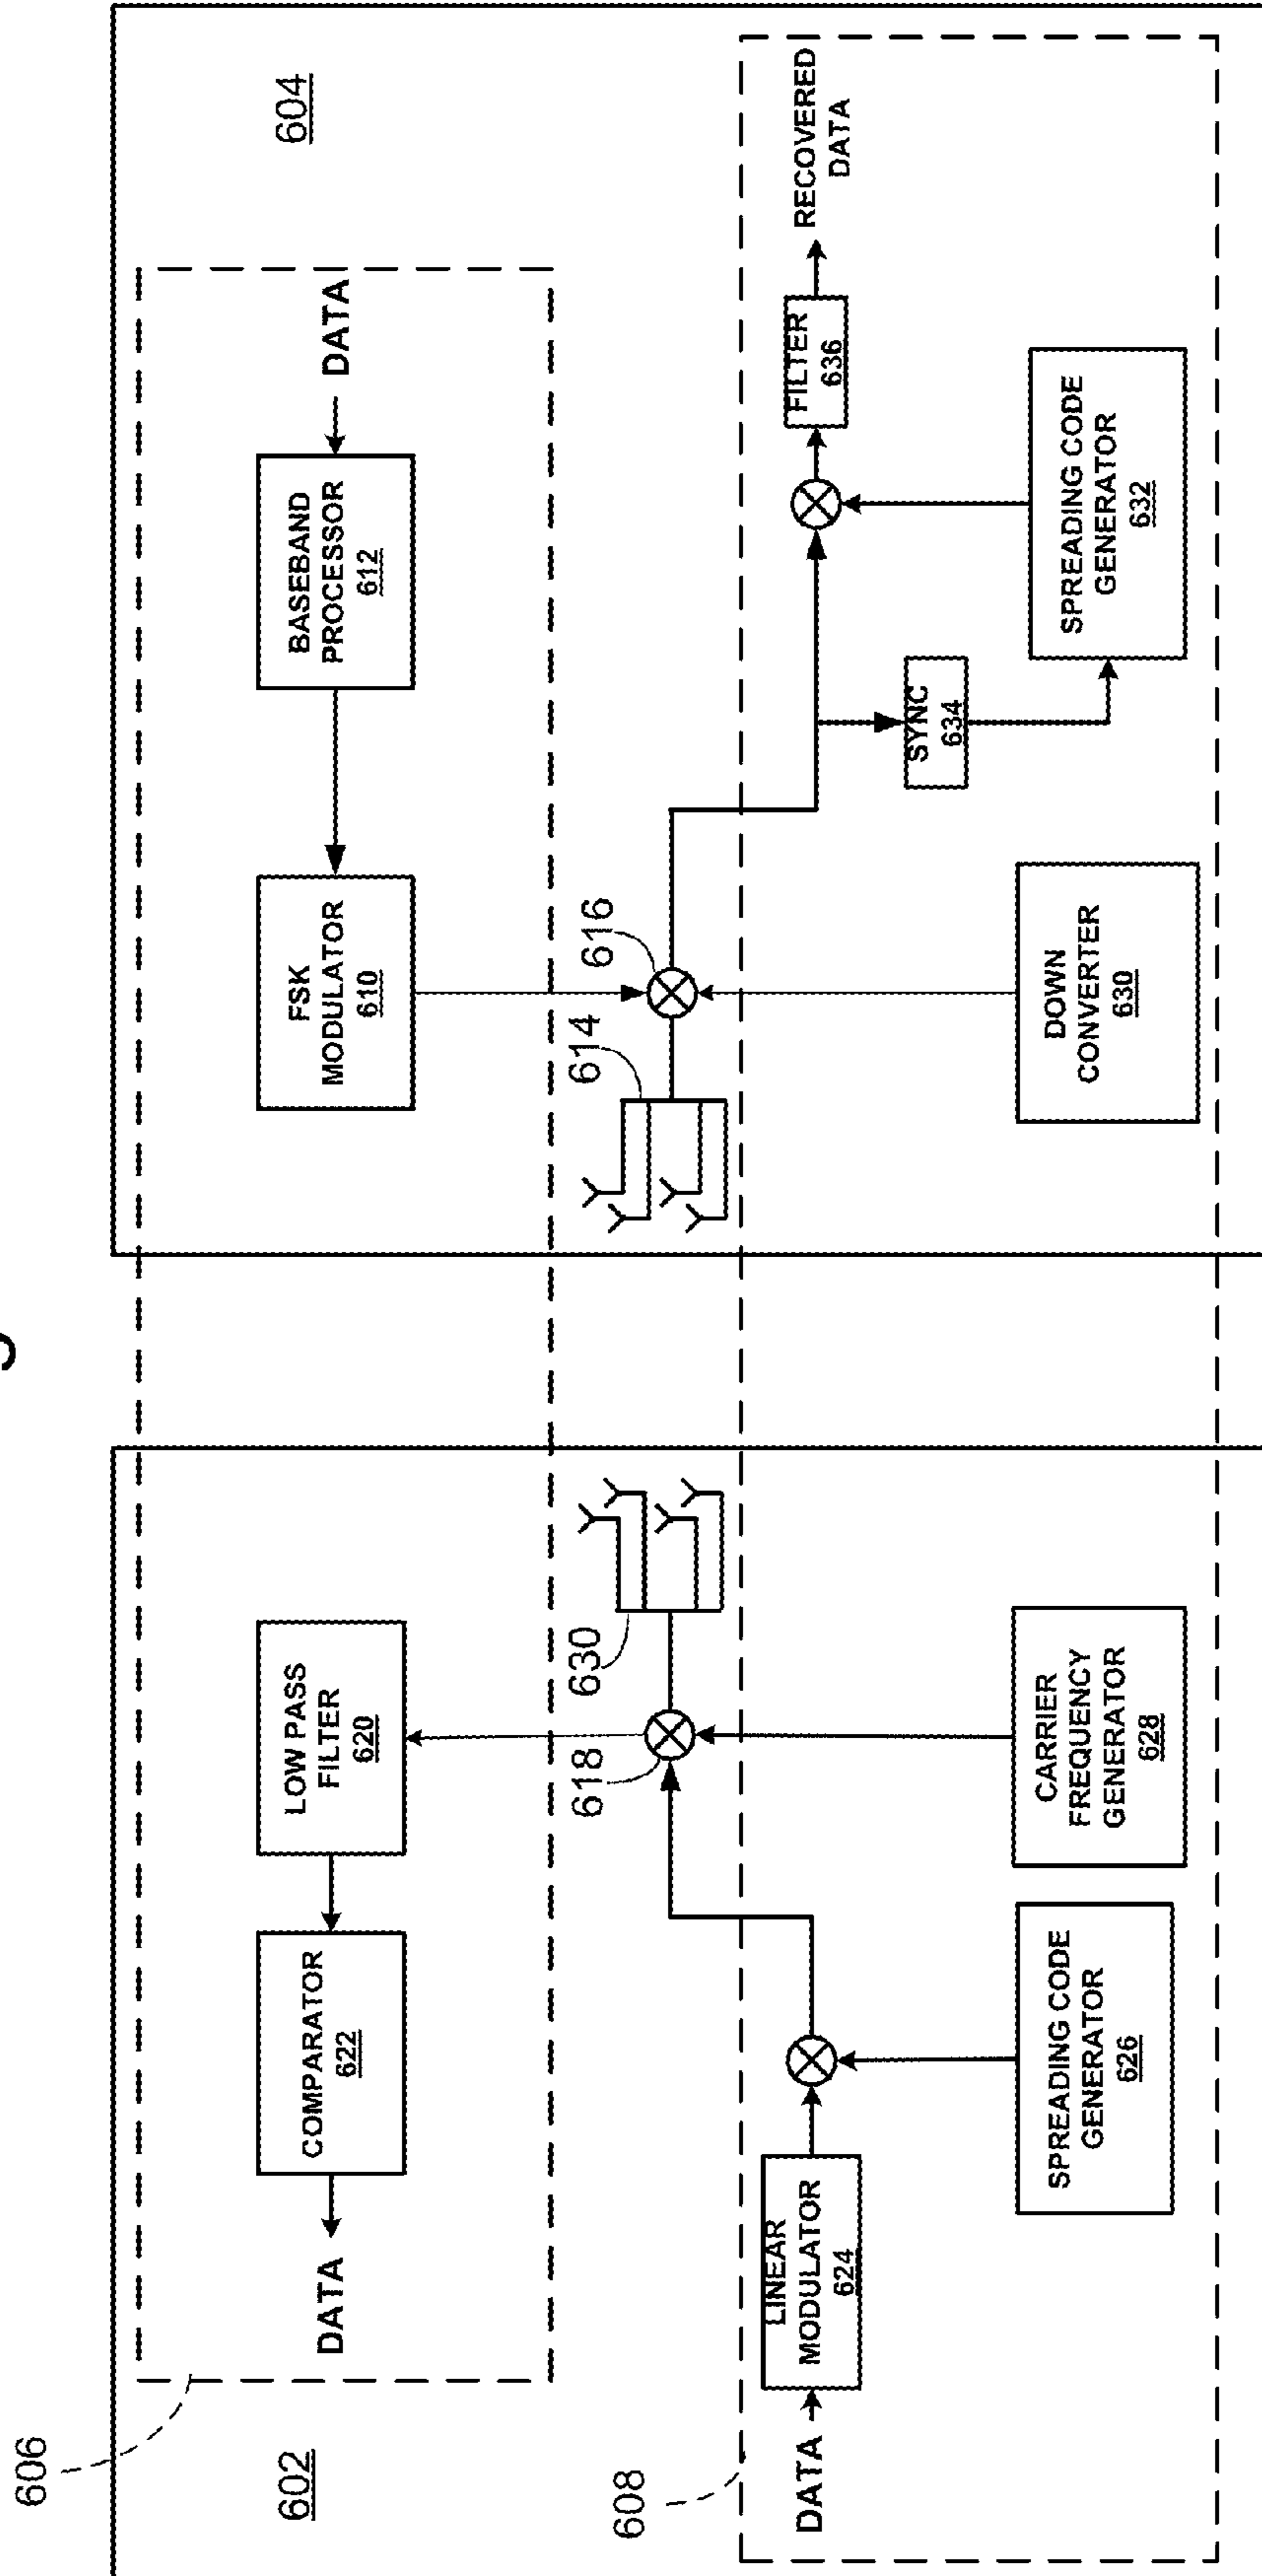 606
602
DATA
COMPARATOR
622
LOW PASS
FILTER
620
618
630
608
DATA
LINEAR
MODULATOR
624
SPREADING CODE
GENERATOR
626
CARRIER
FREQUENCY
GENERATOR
628
604
FSK
MODULATOR
610
BASEBAND
PROCESSOR
612
DATA
614
616
DOWN
CONVERTER
630
SYNC
634
SPREADING CODE
GENERATOR
632
FILTER
636
RECOVERED
DATA